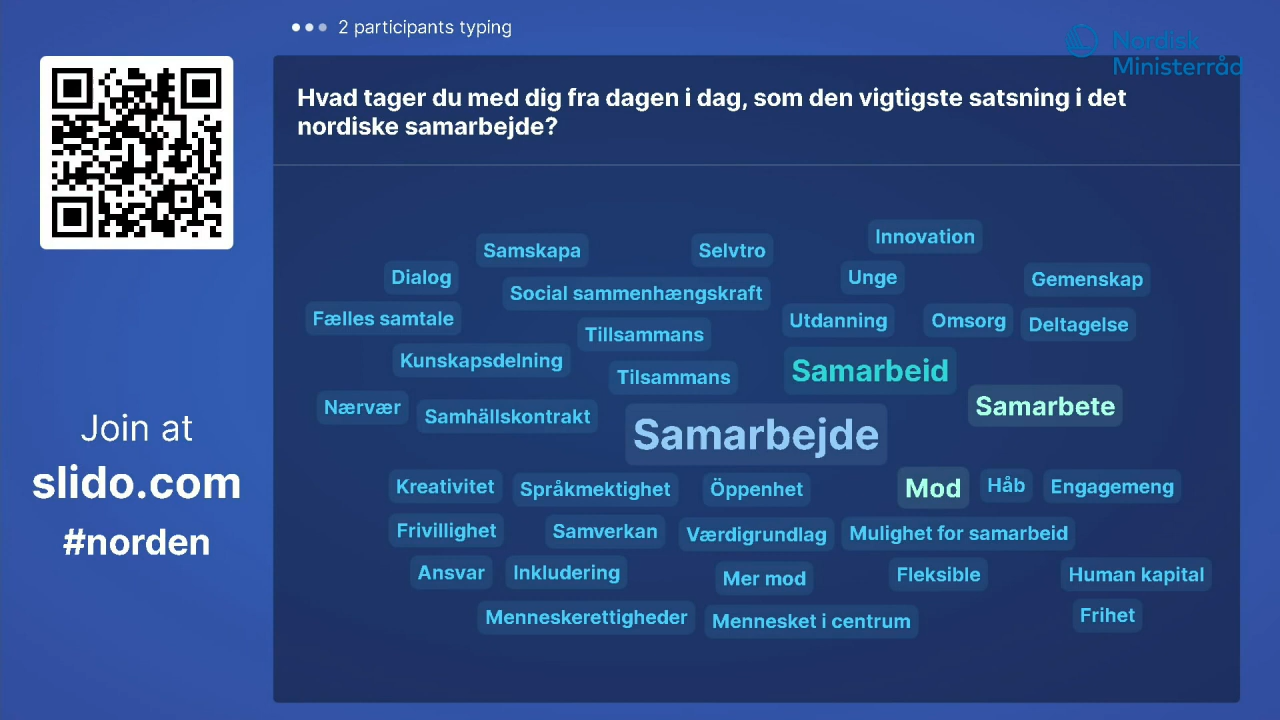 2 participants typing
Nordisk
Ministerråd
Hvad tager du med dig fra dagen i dag, som den vigtigste satsning i det
nordiske samarbejde?
Join at
slido.com
#norden
Innovation
Samskapa
Selvtro
Dialog
Unge
Gemenskap
Social sammenhængskraft
Fælles samtale
Utdanning
Omsorg
Deltagelse
Tillsammans
Kunskapsdelning
Samarbeid
Tilsammans
Nærvær
Samarbete
Samhällskontrakt
Samarbejde
Kreativitet
Språkmektighet
Öppenhet
Mod
Håb
Engagemeng
Frivillighet
Samverkan
Værdigrundlag
Mulighet for samarbeid
Ansvar
Inkludering
Mer mod
Fleksible
Human kapital
Menneskerettigheder
Mennesket i centrum
Frihet